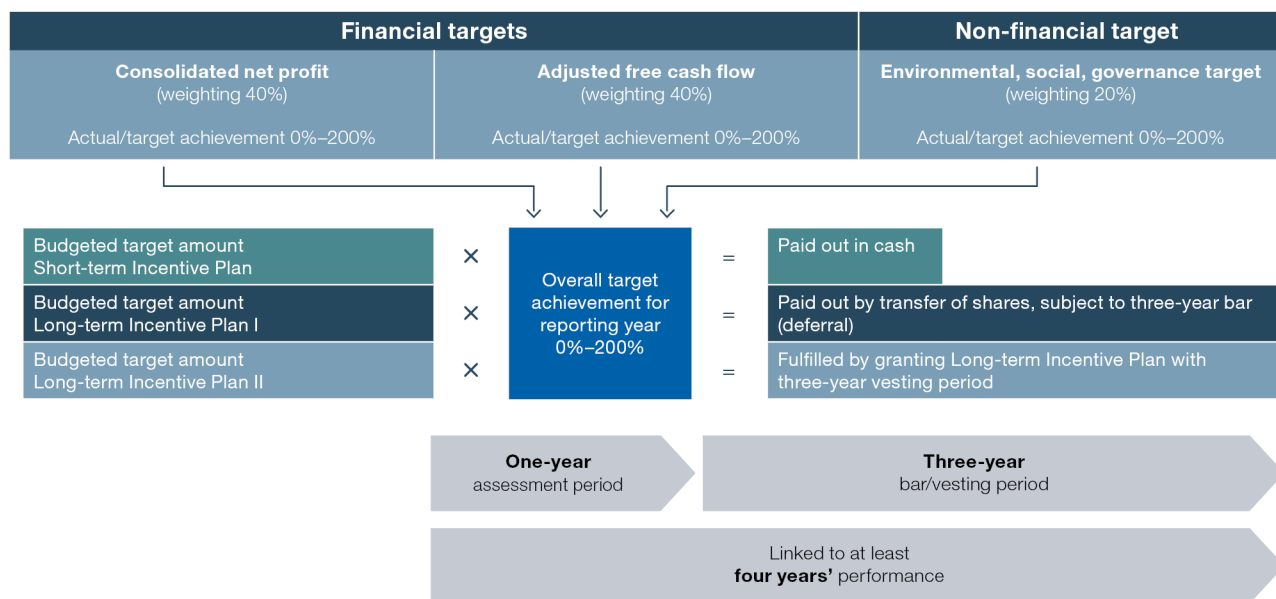 Financial targets
Non-financial target
Consolidated net profit
(weighting 40%)
Actual/target achievement 0%–200%
Adjusted free cash flow
(weighting 40%)
Actual/target achievement 0%–200%
Environmental, social, governance target
(weighting 20%)
Actual/target achievement 0%–200%
Budgeted target amount
Short-term Incentive Plan
×
=
Paid out in cash
Budgeted target amount
Long-term Incentive Plan I
×
=
Paid out by transfer of shares, subject to three-year bar
(deferral)
Budgeted target amount
Long-term Incentive Plan II
×
=
Fulfilled by granting Long-term Incentive Plan with
three-year vesting period
Overall target
achievement for
reporting year
0%–200%
One-year
assessment period
Three-year
bar/vesting period
Linked to at least
four years’ performance